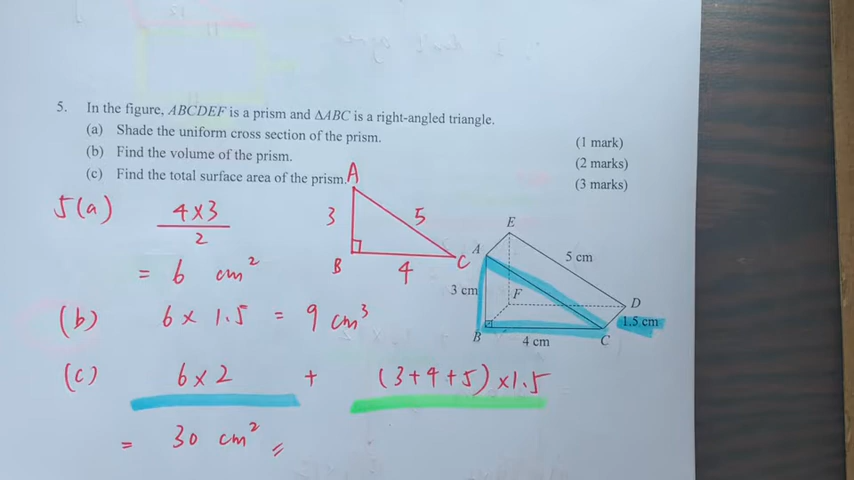 5. In the figure, ABCDEF is a prism and ΔABC is a right-angled triangle.
(a) Shade the uniform cross section of the prism. (1 mark)
(b) Find the volume of the prism. (2 marks)
(c) Find the total surface area of the prism. (3 marks)
A
3
5
B
4
C
5(a) 4×3
2
= 6 cm²
E
A
5 cm
3 cm
F
D
1.5 cm
B
4 cm
C
(b) 6 × 1.5 = 9 cm³
(c) 6×2 + (3+4+5)×1.5
= 30 cm²